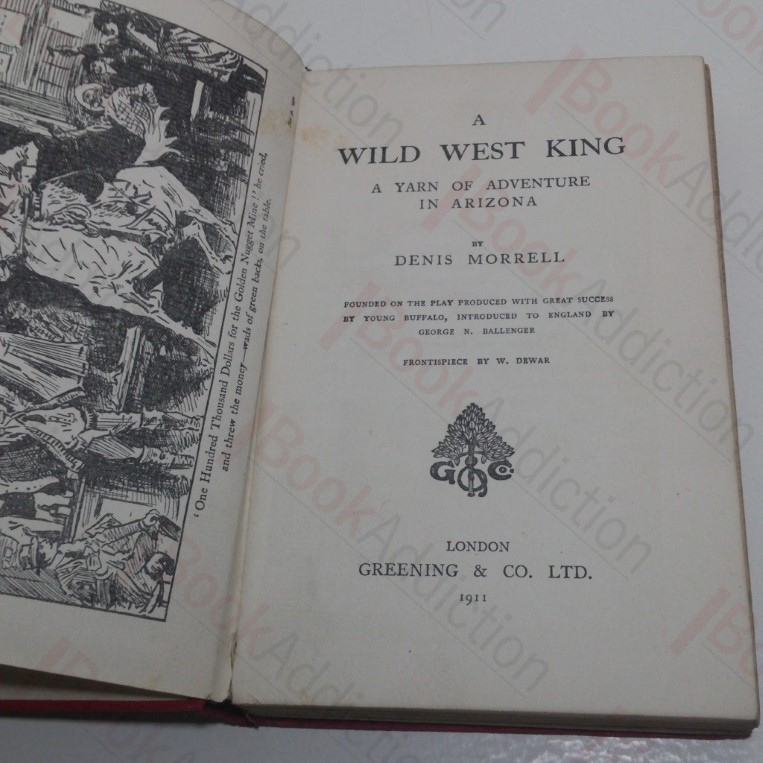 'One Hundred Thousand Dollars for the Golden Nugget Mine!' he cried,
and threw the money—wads of green backs, on the table.
A
WILD WEST KING
A YARN OF ADVENTURE
IN ARIZONA
BY
DENIS MORRELL
FOUNDED ON THE PLAY PRODUCED WITH GREAT SUCCESS
BY YOUNG BUFFALO, INTRODUCED TO ENGLAND BY
GEORGE N. BALLENGER
FRONTISPIECE BY W. DEWAR
G & C.
LONDON
GREENING & CO. LTD.
1911
BookAddiction